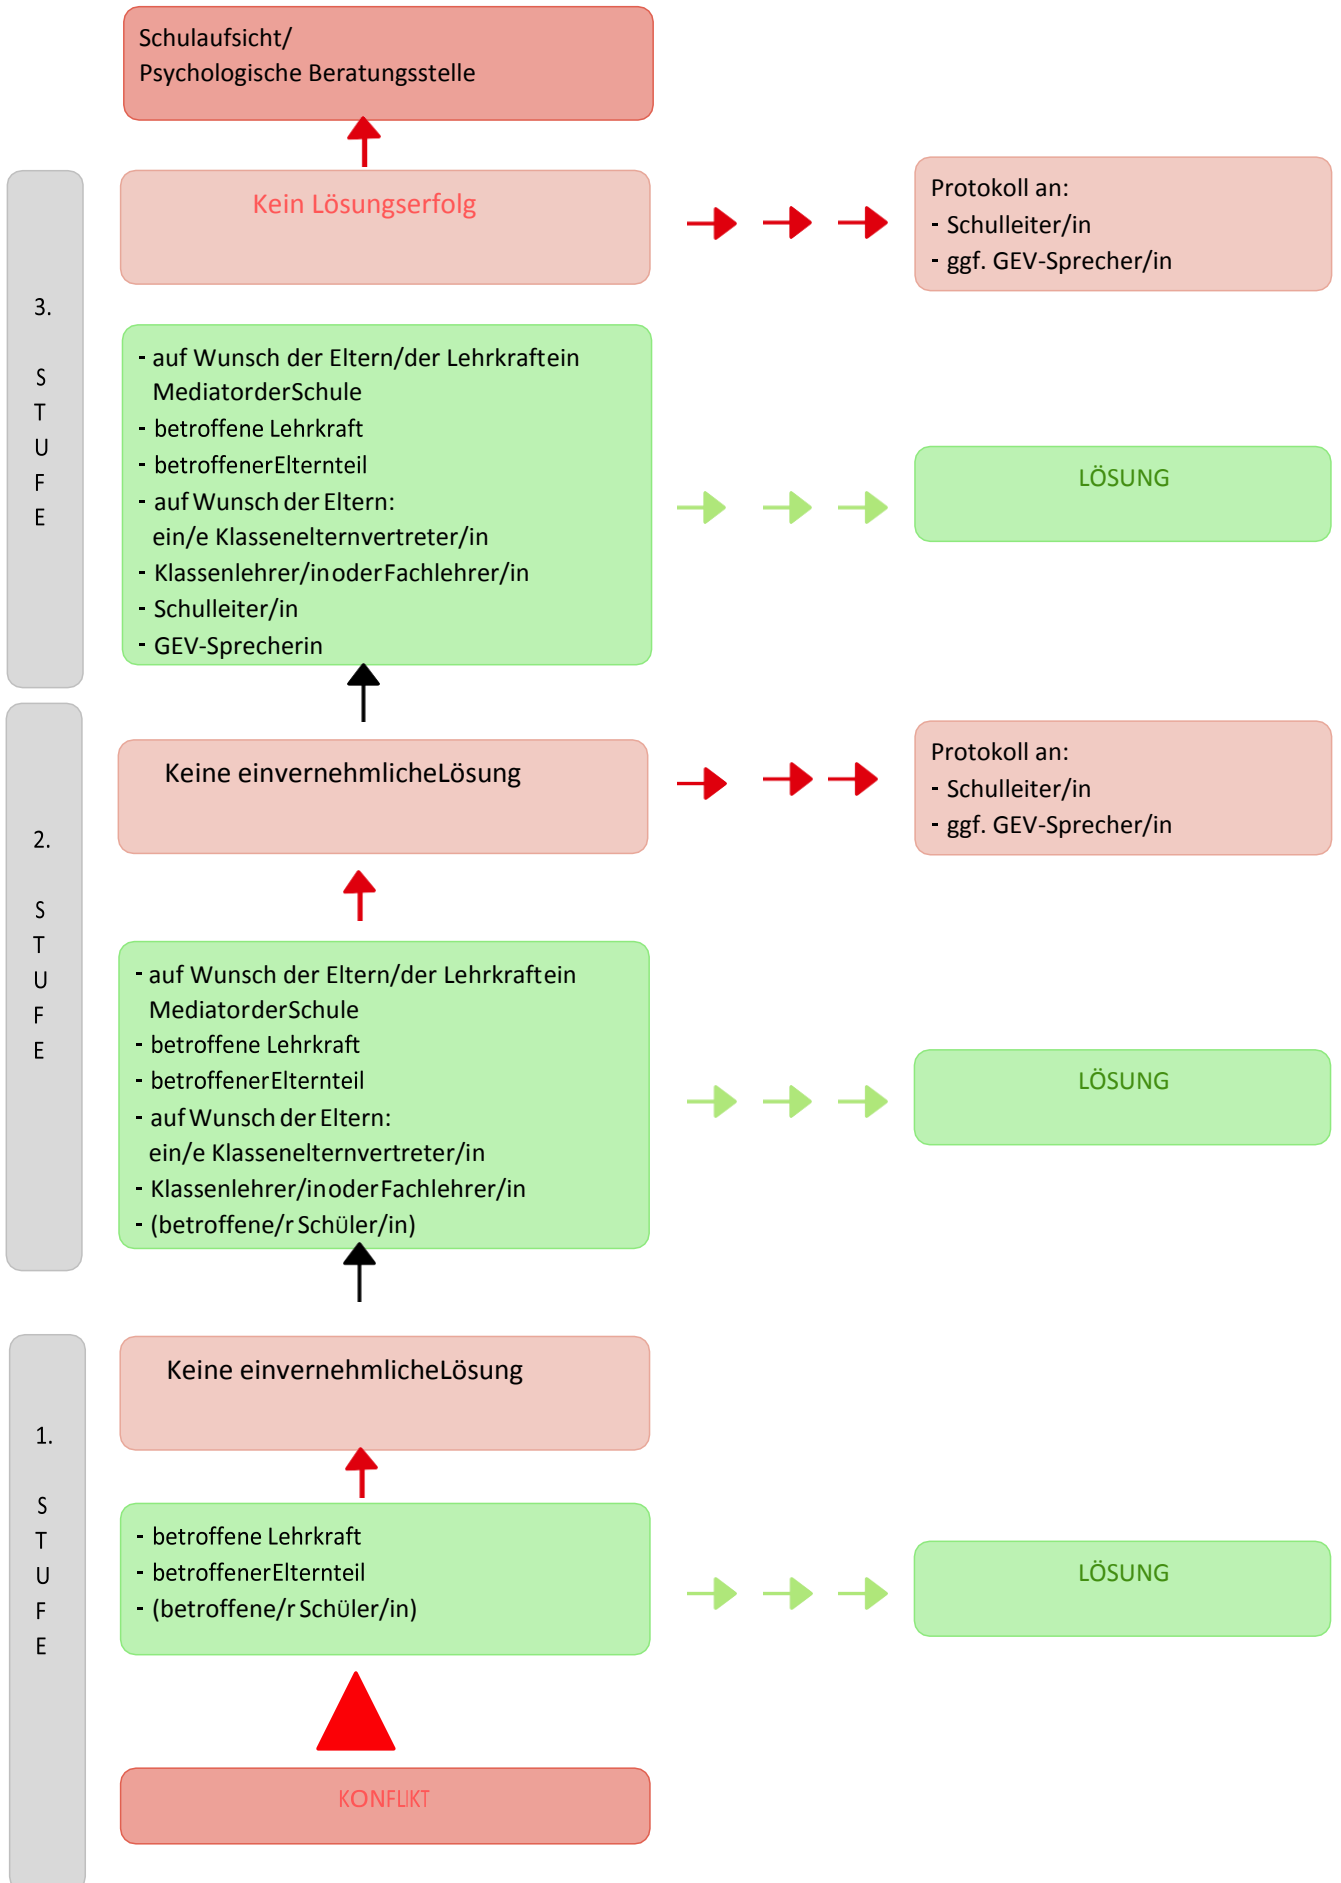 Schulaufsicht/
Psychologische Beratungsstelle
Kein Lösungserfolg
Protokoll an:
- Schulleiter/in
- ggf. GEV-Sprecher/in
3.
S
T
U
F
E
- auf Wunsch der Eltern/der Lehrkraftein
MediatorderSchule
- betroffene Lehrkraft
- betroffenerElternteil
- auf Wunsch der Eltern:
ein/e Klassenelternvertreter/in
- Klassenlehrer/inoderFachlehrer/in
- Schulleiter/in
- GEV-Sprecherin
LÖSUNG
Keine einvernehmlicheLösung
Protokoll an:
- Schulleiter/in
- ggf. GEV-Sprecher/in
2.
S
T
U
F
E
- auf Wunsch der Eltern/der Lehrkraftein
MediatorderSchule
- betroffene Lehrkraft
- betroffenerElternteil
- auf Wunsch der Eltern:
ein/e Klassenelternvertreter/in
- Klassenlehrer/inoderFachlehrer/in
- (betroffene/r Schüler/in)
LÖSUNG
Keine einvernehmlicheLösung
1.
S
T
U
F
E
- betroffene Lehrkraft
- betroffenerElternteil
- (betroffene/r Schüler/in)
LÖSUNG
KONFLIKT